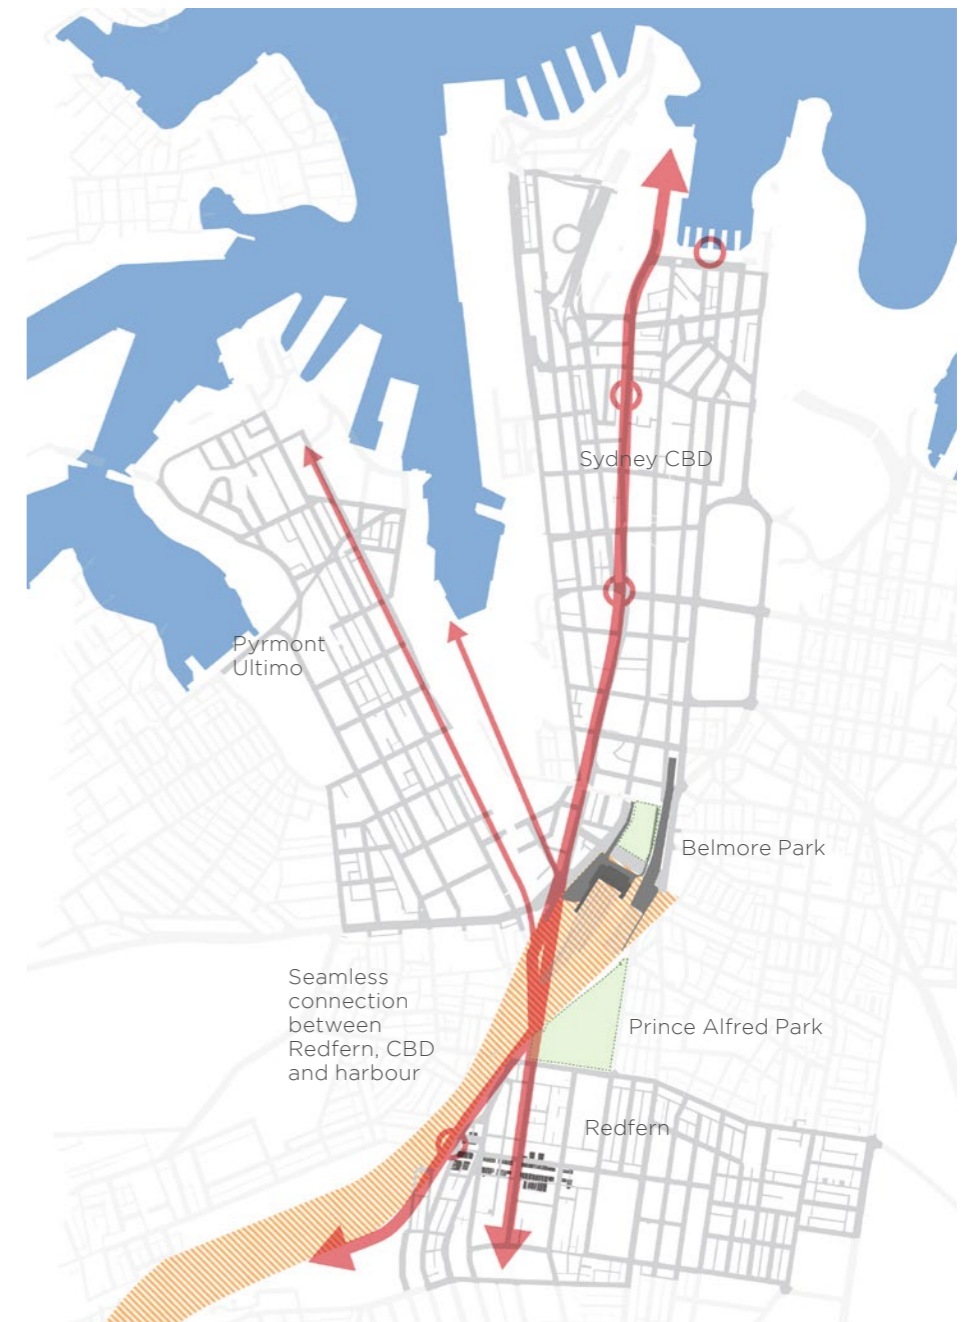 Sydney CBD
Pyrmont
Ultimo
Belmore Park
Seamless
connection
between
Redfern, CBD
and harbour
Prince Alfred Park
Redfern